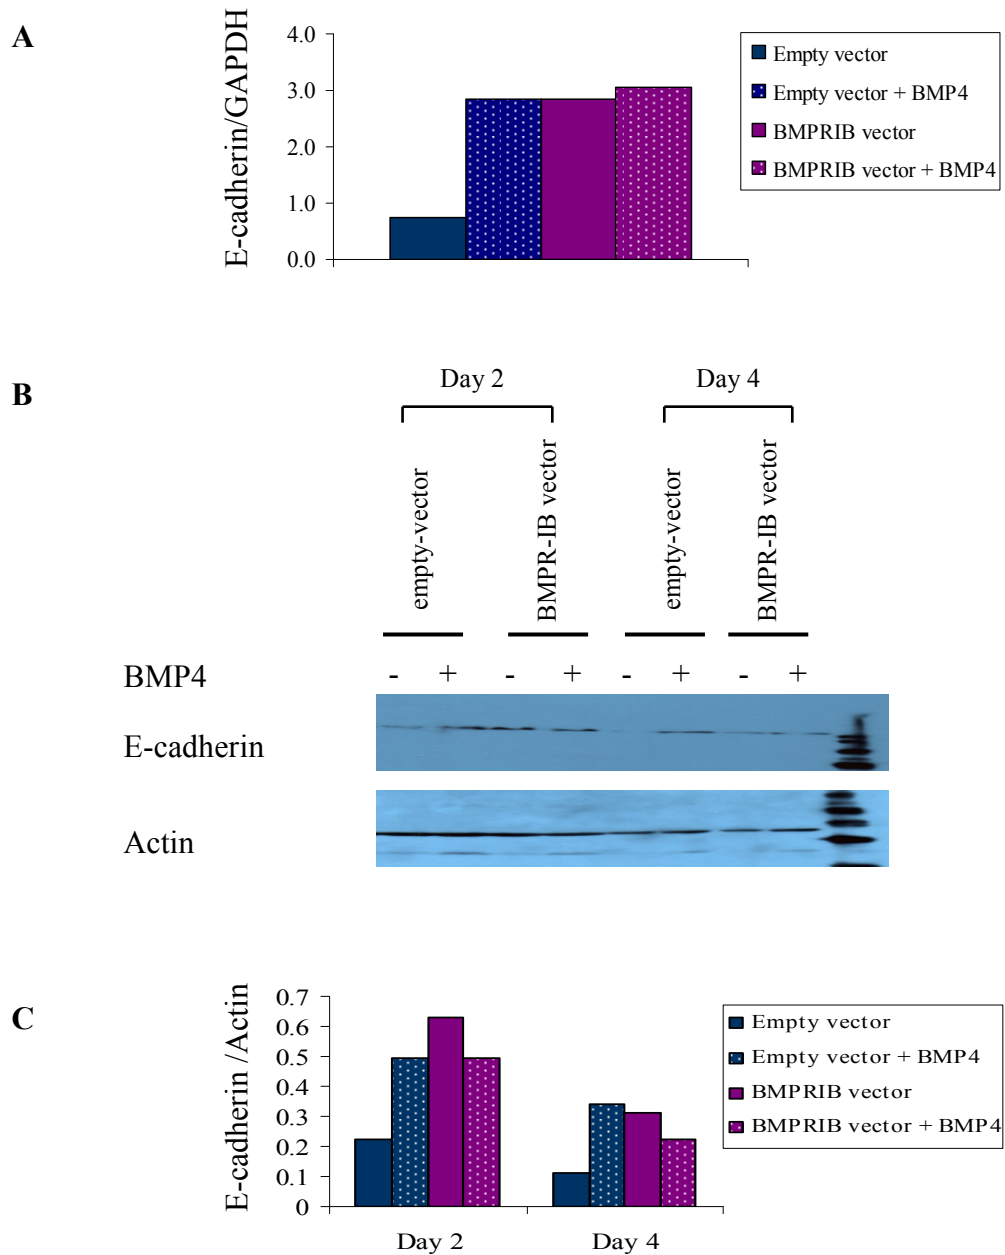 A
E-cadherin/GAPDH
4.0
3.0
2.0
1.0
0.0
Empty vector
Empty vector + BMP4
BMPRIB vector
BMPRIB vector + BMP4
B
Day 2
Day 4
empty-vector
BMPR-IB vector
empty-vector
BMPR-IB vector
BMP4
- + - + - + - +
E-cadherin
Actin
C
E-cadherin /Actin
0.7
0.6
0.5
0.4
0.3
0.2
0.1
0
Day 2
Day 4
Empty vector
Empty vector + BMP4
BMPRIB vector
BMPRIB vector + BMP4